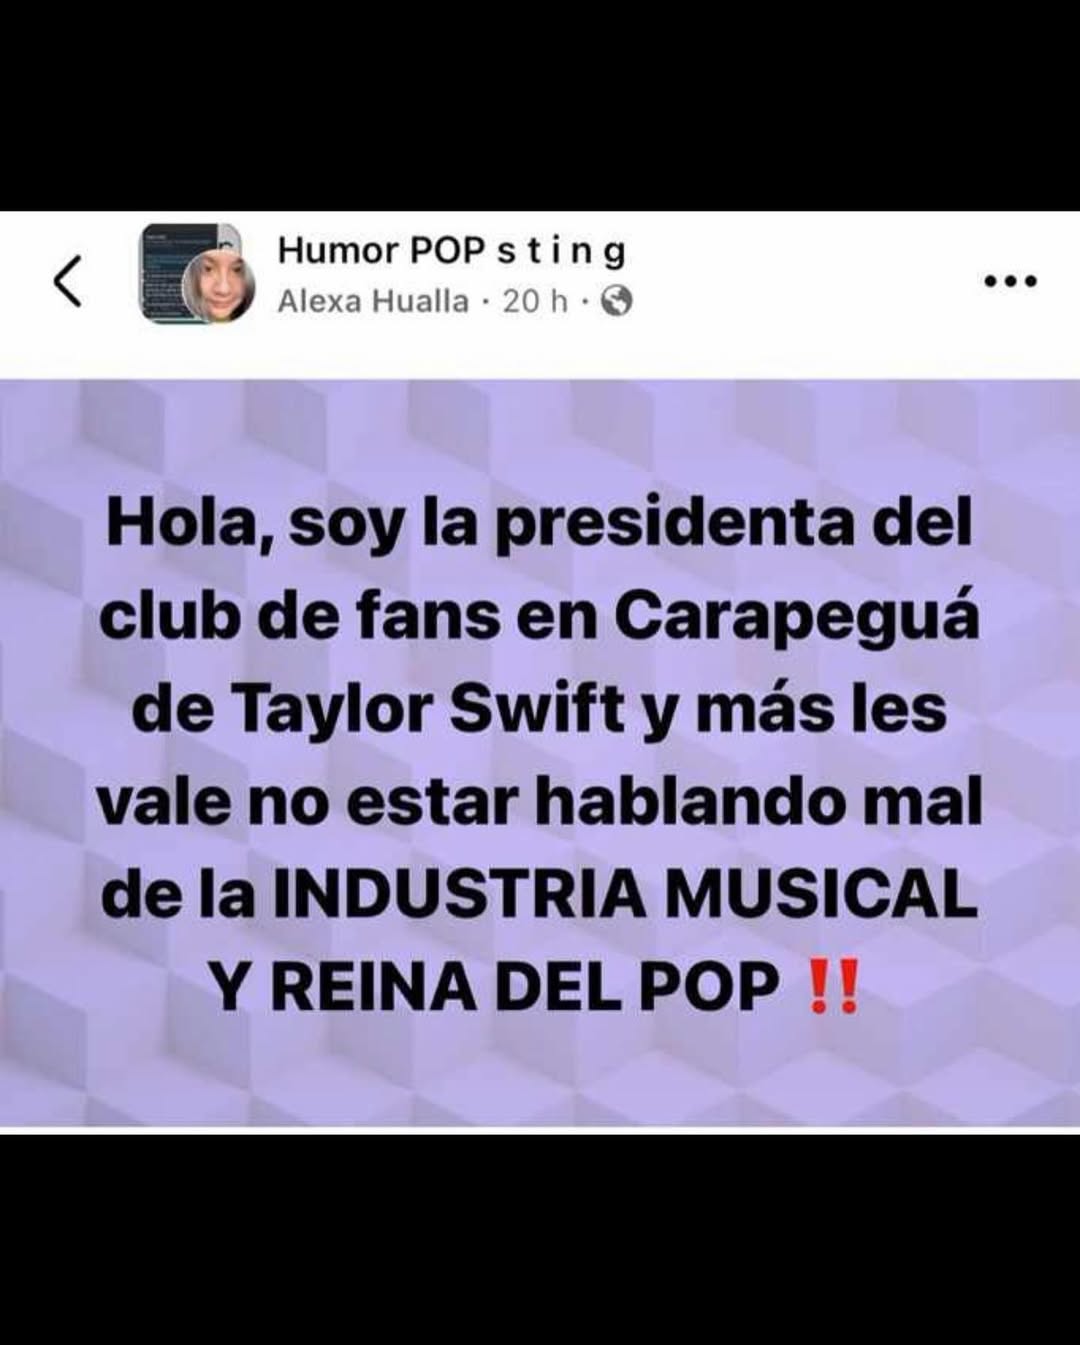 Humor POP s t i n g
Alexa Hualla · 20 h ·
Hola, soy la presidenta del
club de fans en Carapeguá
de Taylor Swift y más les
vale no estar hablando mal
de la INDUSTRIA MUSICAL
Y REINA DEL POP ‼️